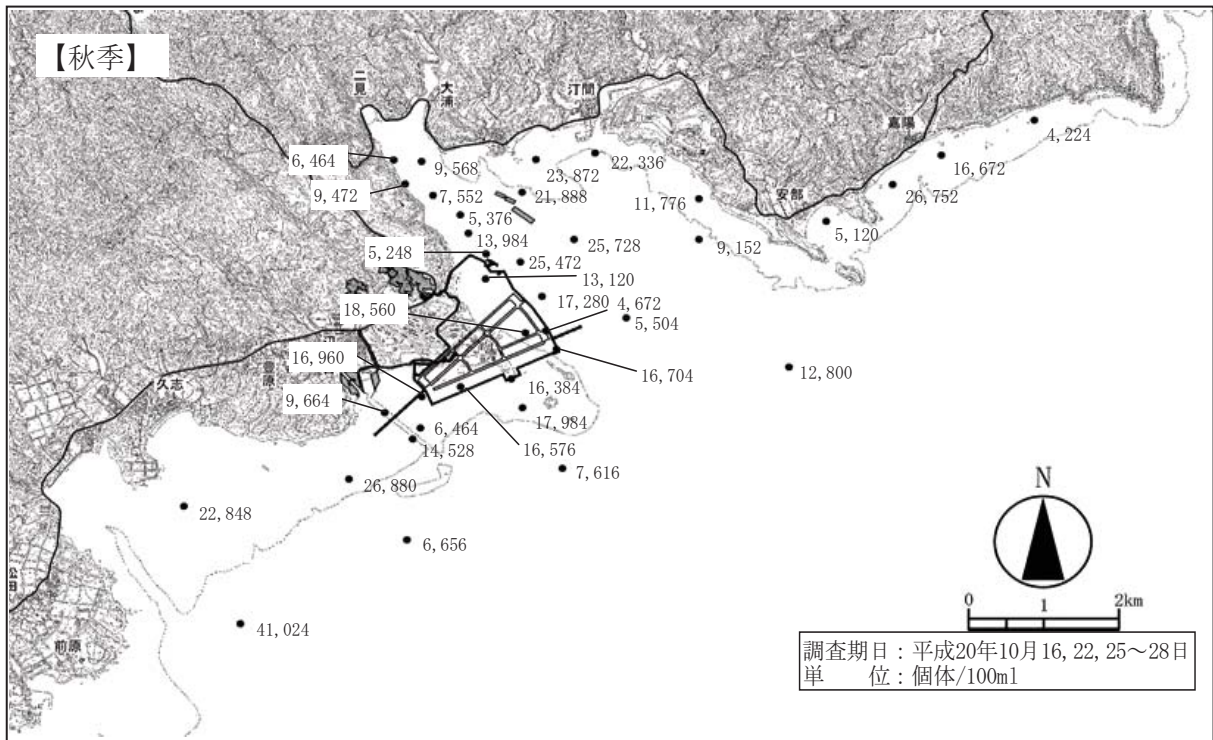 【秋季】
二見
大浦
汀間
嘉陽
安部
4,224
16,672
26,752
5,120
22,336
23,872
21,888
11,776
9,152
6,464
9,568
9,472
7,552
5,376
13,984
25,728
5,248
25,472
13,120
17,280
4,672
5,504
18,560
16,704
12,800
16,960
16,384
久志
豊原
9,664
17,984
6,464
14,528
16,576
7,616
26,880
22,848
6,656
41,024
松田
前原
N
0 1 2km
調査期日：平成20年10月16,22,25～28日
単　　位：個体/100ml